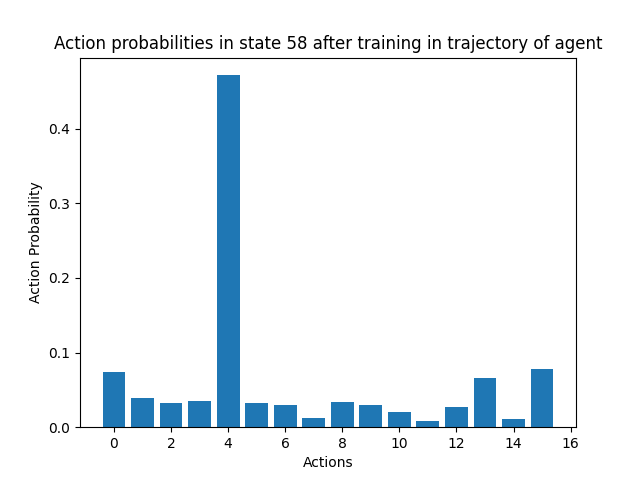 Action probabilities in state 58 after training in trajectory of agent
0.4
0.3
0.2
0.1
0.0
Action Probability
0 2 4 6 8 10 12 14 16
Actions